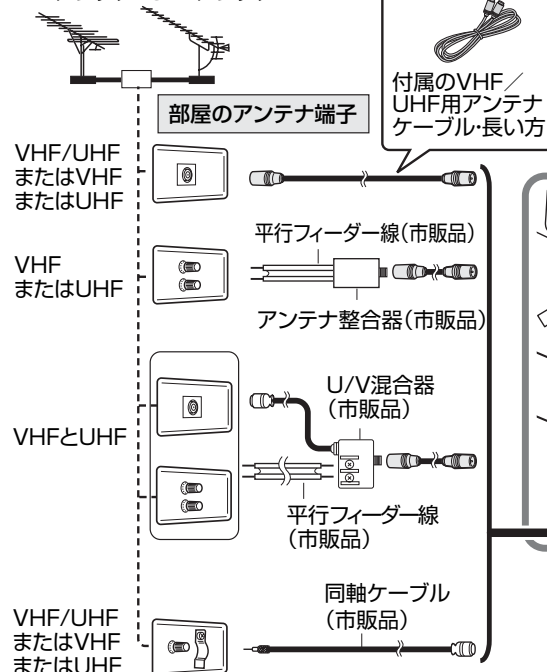 付属のVHF／
UHF用アンテナ
ケーブル・長い方
部屋のアンテナ端子
VHF/UHF
またはVHF
またはUHF
平行フィーダー線（市販品）
VHF
またはUHF
アンテナ整合器（市販品）
U/V混合器
（市販品）
VHFとUHF
平行フィーダー線
（市販品）
同軸ケーブル
（市販品）
VHF/UHF
またはVHF
またはUHF